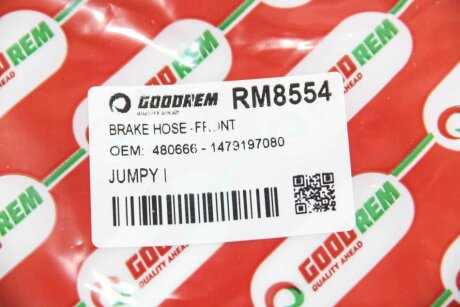 GOODREM
QUALITY AHEAD
GOODREM RM8554
QUALITY AHEAD
BRAKE HOSE -FRONT
OEM: 480666 - 1479197080
JUMPY I
GOODREM
QUALITY AHEAD
GOODREM
QUALITY AHEAD